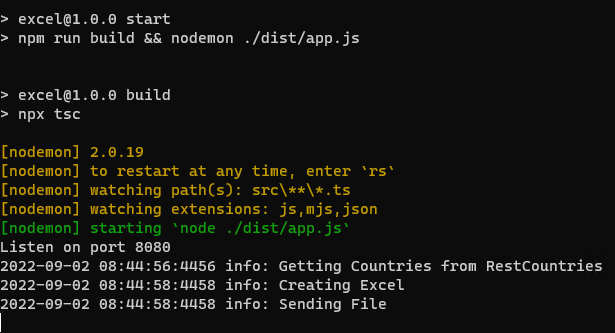 > excel@1.0.0 start
> npm run build && nodemon ./dist/app.js
> excel@1.0.0 build
> npx tsc
[nodemon] 2.0.19
[nodemon] to restart at any time, enter `rs`
[nodemon] watching path(s): src\**\*.ts
[nodemon] watching extensions: js,mjs,json
[nodemon] starting `node ./dist/app.js`
Listen on port 8080
2022-09-02 08:44:56:4456 info: Getting Countries from RestCountries
2022-09-02 08:44:58:4458 info: Creating Excel
2022-09-02 08:44:58:4458 info: Sending File